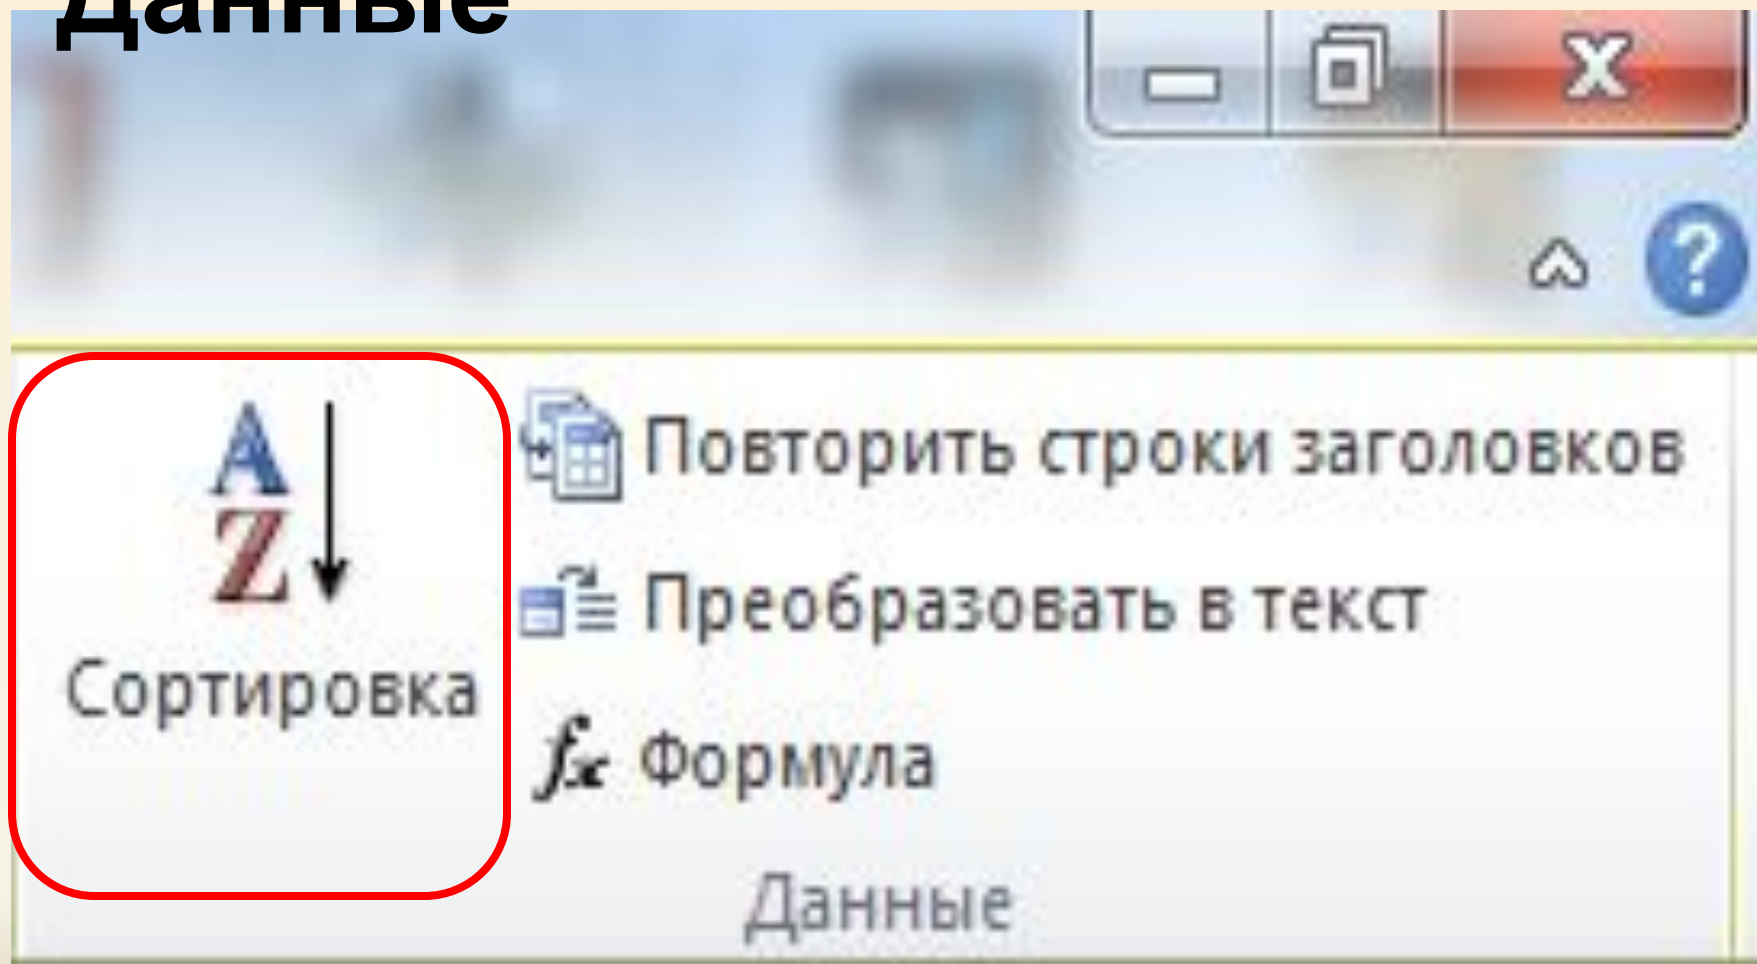 Данные
Сортировка
Повторить строки заголовков
Преобразовать в текст
fx Формула
Данные